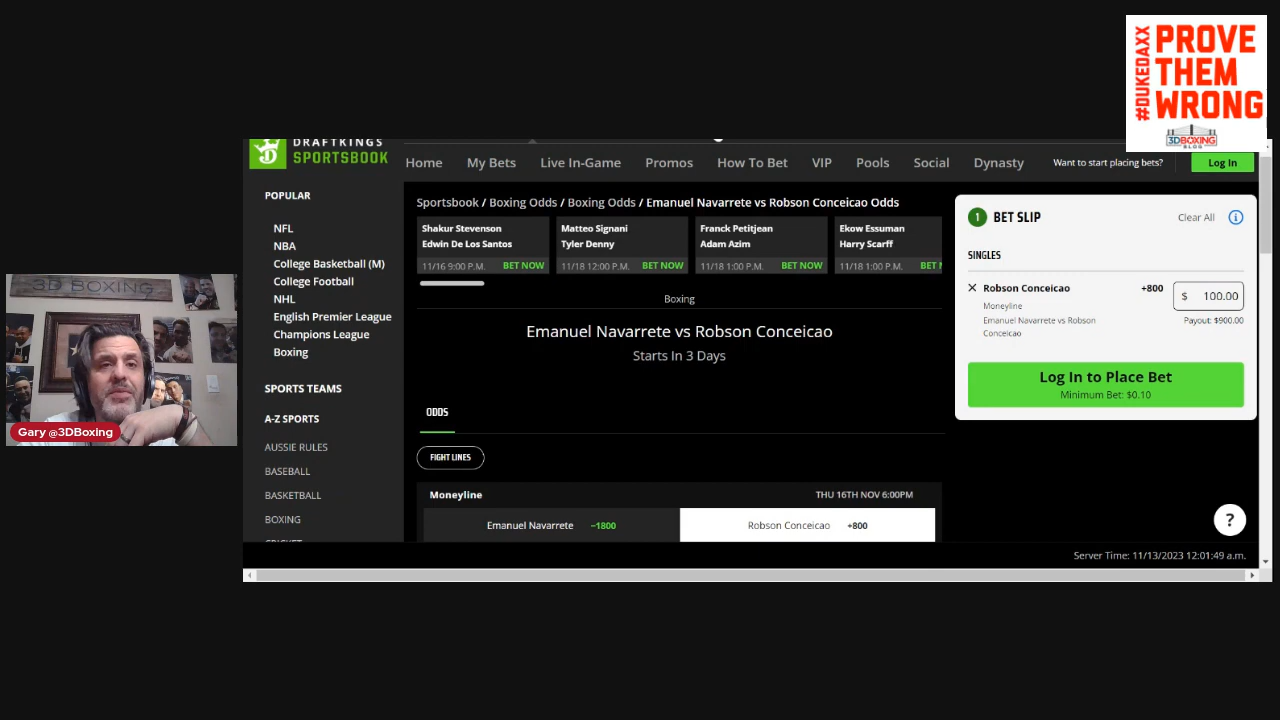 #DUKEDAXX
PROVE
THEM
WRONG
3DBOXING
BLOG
DRAFTKINGS
SPORTSBOOK
Home My Bets Live In-Game Promos How To Bet VIP Pools Social Dynasty Want to start placing bets? Log In
POPULAR
NFL
NBA
College Basketball (M)
College Football
NHL
English Premier League
Champions League
Boxing
SPORTS TEAMS
A-Z SPORTS
AUSSIE RULES
BASEBALL
BASKETBALL
BOXING
CRICKET
Sportsbook / Boxing Odds / Boxing Odds / Emanuel Navarrete vs Robson Conceicao Odds
Shakur Stevenson
Edwin De Los Santos
11/16 9:00 P.M. BET NOW
Matteo Signani
Tyler Denny
11/18 12:00 P.M. BET NOW
Franck Petitjean
Adam Azim
11/18 1:00 P.M. BET NOW
Ekow Essuman
Harry Scarff
11/18 1:00 P.M. BET N
Boxing
Emanuel Navarrete vs Robson Conceicao
Starts In 3 Days
ODDS
FIGHT LINES
Moneyline THU 16TH NOV 6:00PM
Emanuel Navarrete −1800 Robson Conceicao +800
1 BET SLIP Clear All
SINGLES
Robson Conceicao +800 $ 100.00
Moneyline
Emanuel Navarrete vs Robson
Conceicao
Payout: $900.00
Log In to Place Bet
Minimum Bet: $0.10
?
Server Time: 11/13/2023 12:01:49 a.m.
3D BOXING
Gary @3DBoxing